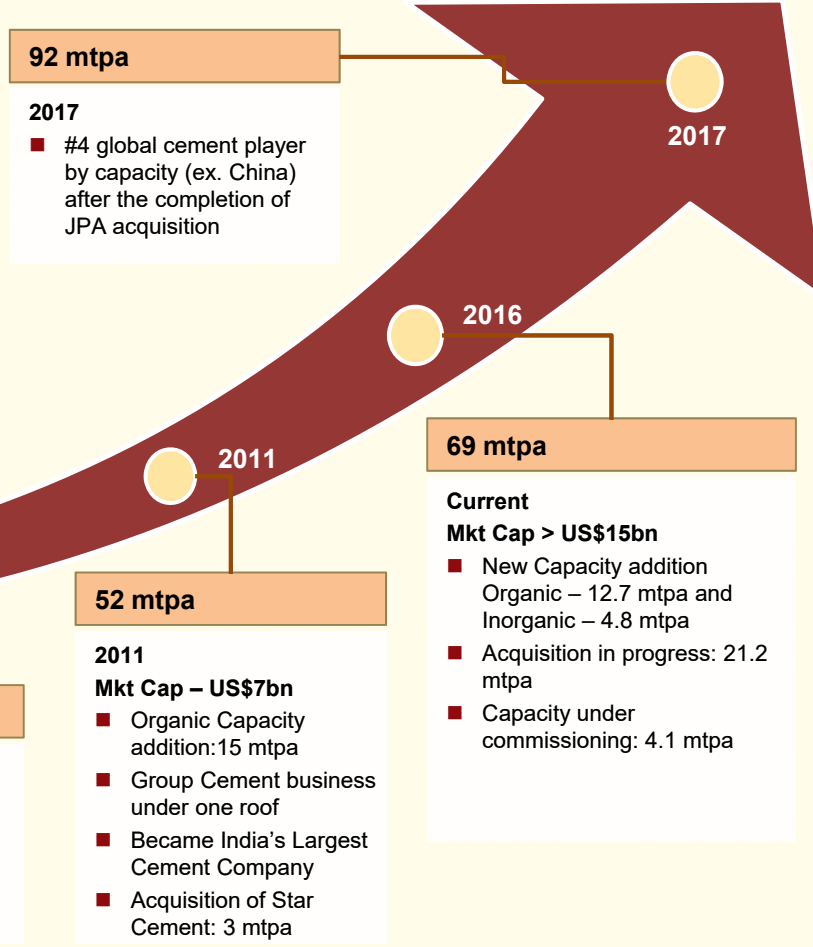 92 mtpa
2017
#4 global cement player
by capacity (ex. China)
after the completion of
JPA acquisition
2017
2016
69 mtpa
Current
Mkt Cap > US$15bn
New Capacity addition
Organic – 12.7 mtpa and
Inorganic – 4.8 mtpa
Acquisition in progress: 21.2
mtpa
Capacity under
commissioning: 4.1 mtpa
2011
52 mtpa
2011
Mkt Cap – US$7bn
Organic Capacity
addition:15 mtpa
Group Cement business
under one roof
Became India's Largest
Cement Company
Acquisition of Star
Cement: 3 mtpa